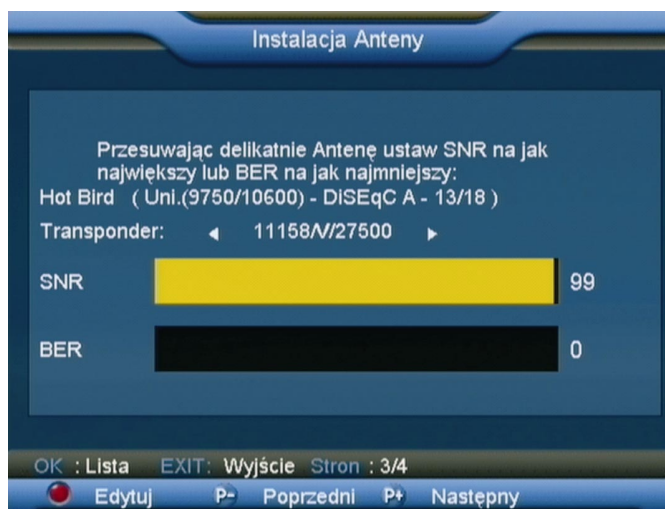 Instalacja Anteny
Przesuwając delikatnie Antenę ustaw SNR na jak
największy lub BER na jak najmniejszy:
Hot Bird ( Uni.(9750/10600) - DiSEqC A - 13/18 )
Transponder: ◀ 11158/V/27500 ▶
SNR 99
BER 0
OK : Lista EXIT: Wyjście Stron : 3/4
Edytuj P- Poprzedni P+ Następny